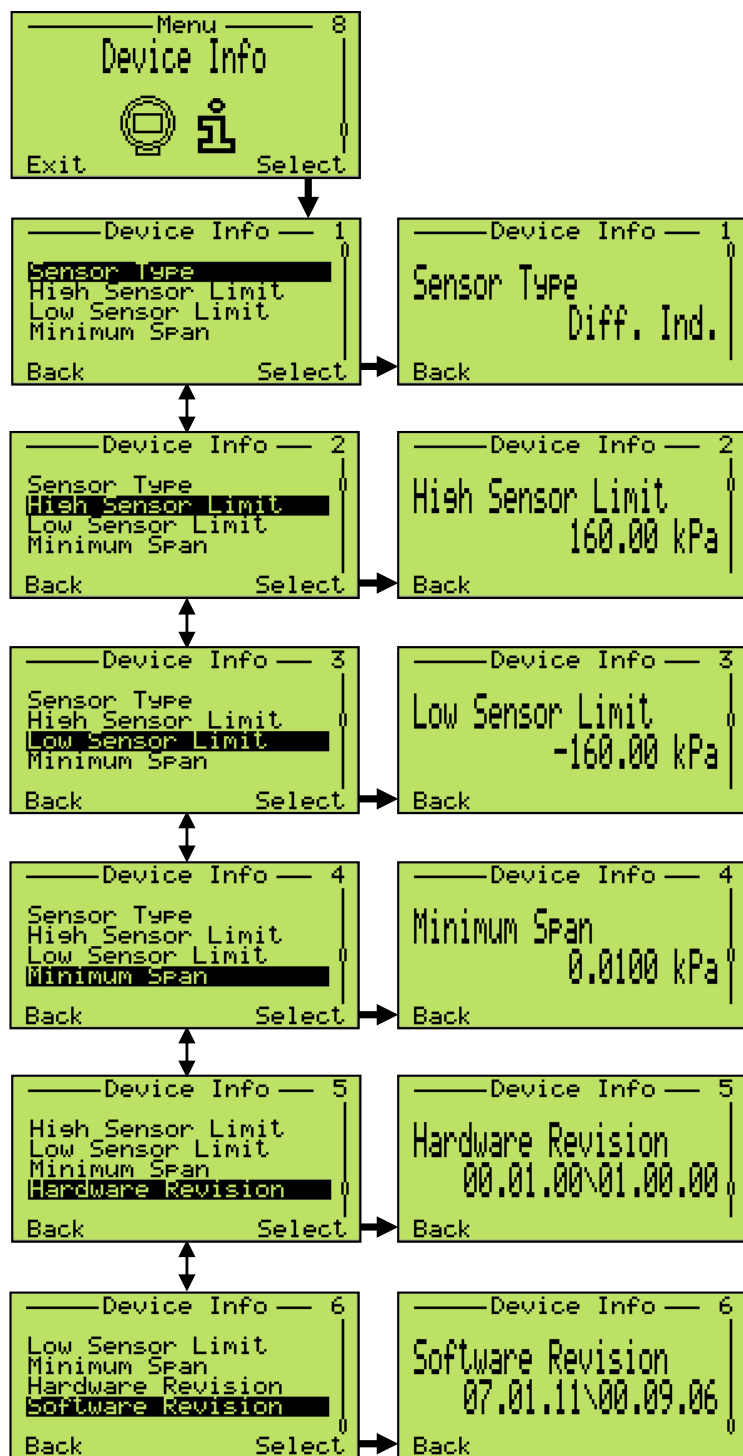 Menu 8
Device Info
Exit Select
Device Info 1
Sensor Type
High Sensor Limit
Low Sensor Limit
Minimum Span
Back Select
Device Info 1
Sensor Type
Diff. Ind.
Back
Device Info 2
Sensor Type
High Sensor Limit
Low Sensor Limit
Minimum Span
Back Select
Device Info 2
High Sensor Limit
160.00 kPa
Back
Device Info 3
Sensor Type
High Sensor Limit
Low Sensor Limit
Minimum Span
Back Select
Device Info 3
Low Sensor Limit
-160.00 kPa
Back
Device Info 4
Sensor Type
High Sensor Limit
Low Sensor Limit
Minimum Span
Back Select
Device Info 4
Minimum Span
0.0100 kPa
Back
Device Info 5
High Sensor Limit
Low Sensor Limit
Minimum Span
Hardware Revision
Back Select
Device Info 5
Hardware Revision
00.01.00\01.00.00
Back
Device Info 6
Low Sensor Limit
Minimum Span
Hardware Revision
Software Revision
Back Select
Device Info 6
Software Revision
07.01.11\00.09.06
Back